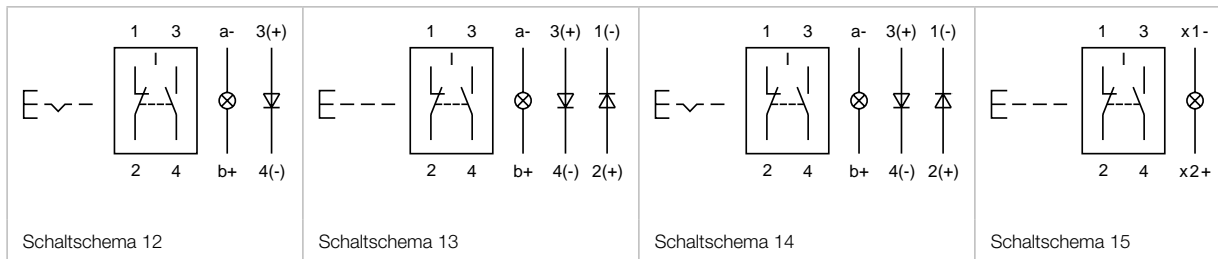 1 3 a- 3(+)
2 4 b+ 4(-)
Schaltschema 12
1 3 a- 3(+) 1(-)
2 4 b+ 4(-) 2(+)
Schaltschema 13
1 3 a- 3(+) 1(-)
2 4 b+ 4(-) 2(+)
Schaltschema 14
1 3 x1-
2 4 x2+
Schaltschema 15